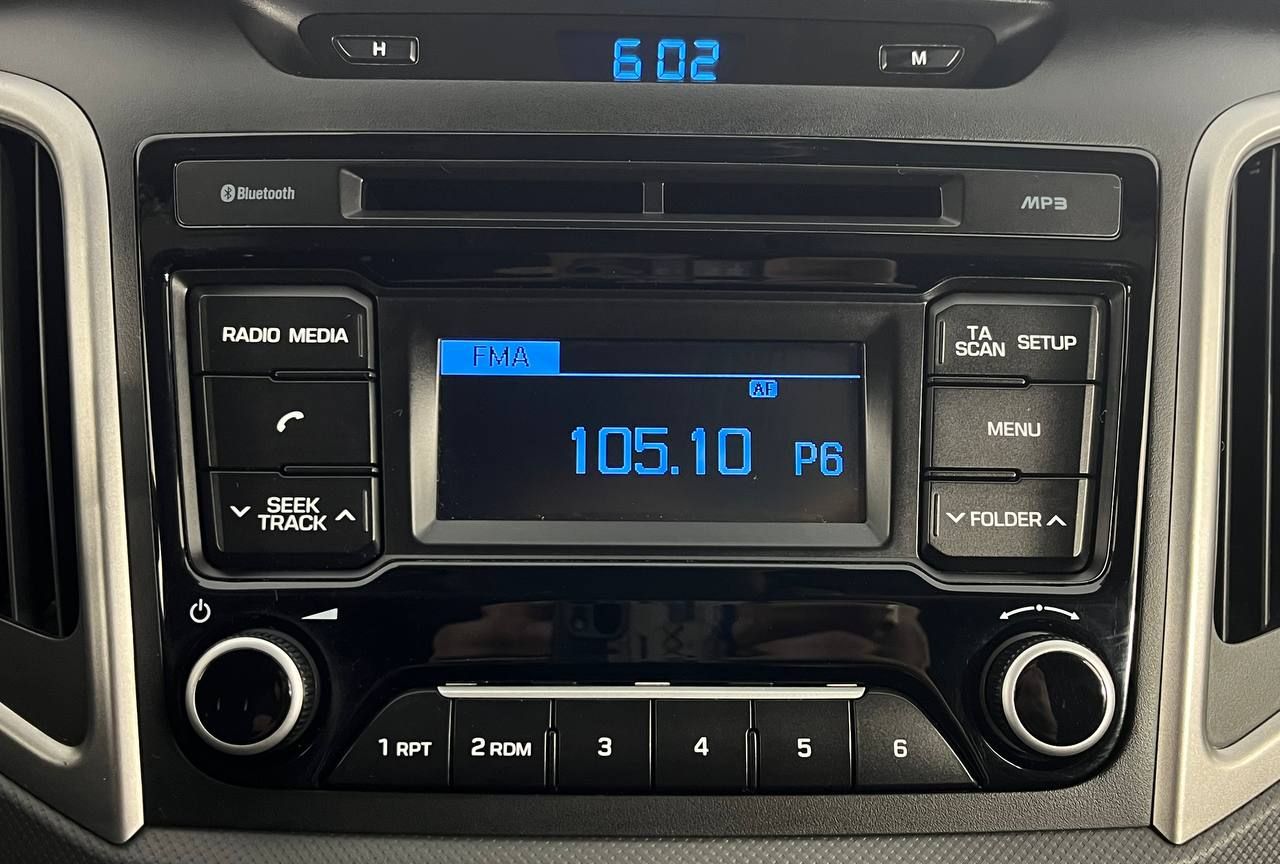 H
602
M
Bluetooth
MP3
RADIO MEDIA
TA
SCAN
SETUP
FMA
AF
105.10 P6
MENU
SEEK
TRACK
FOLDER
1 RPT
2 RDM
3
4
5
6